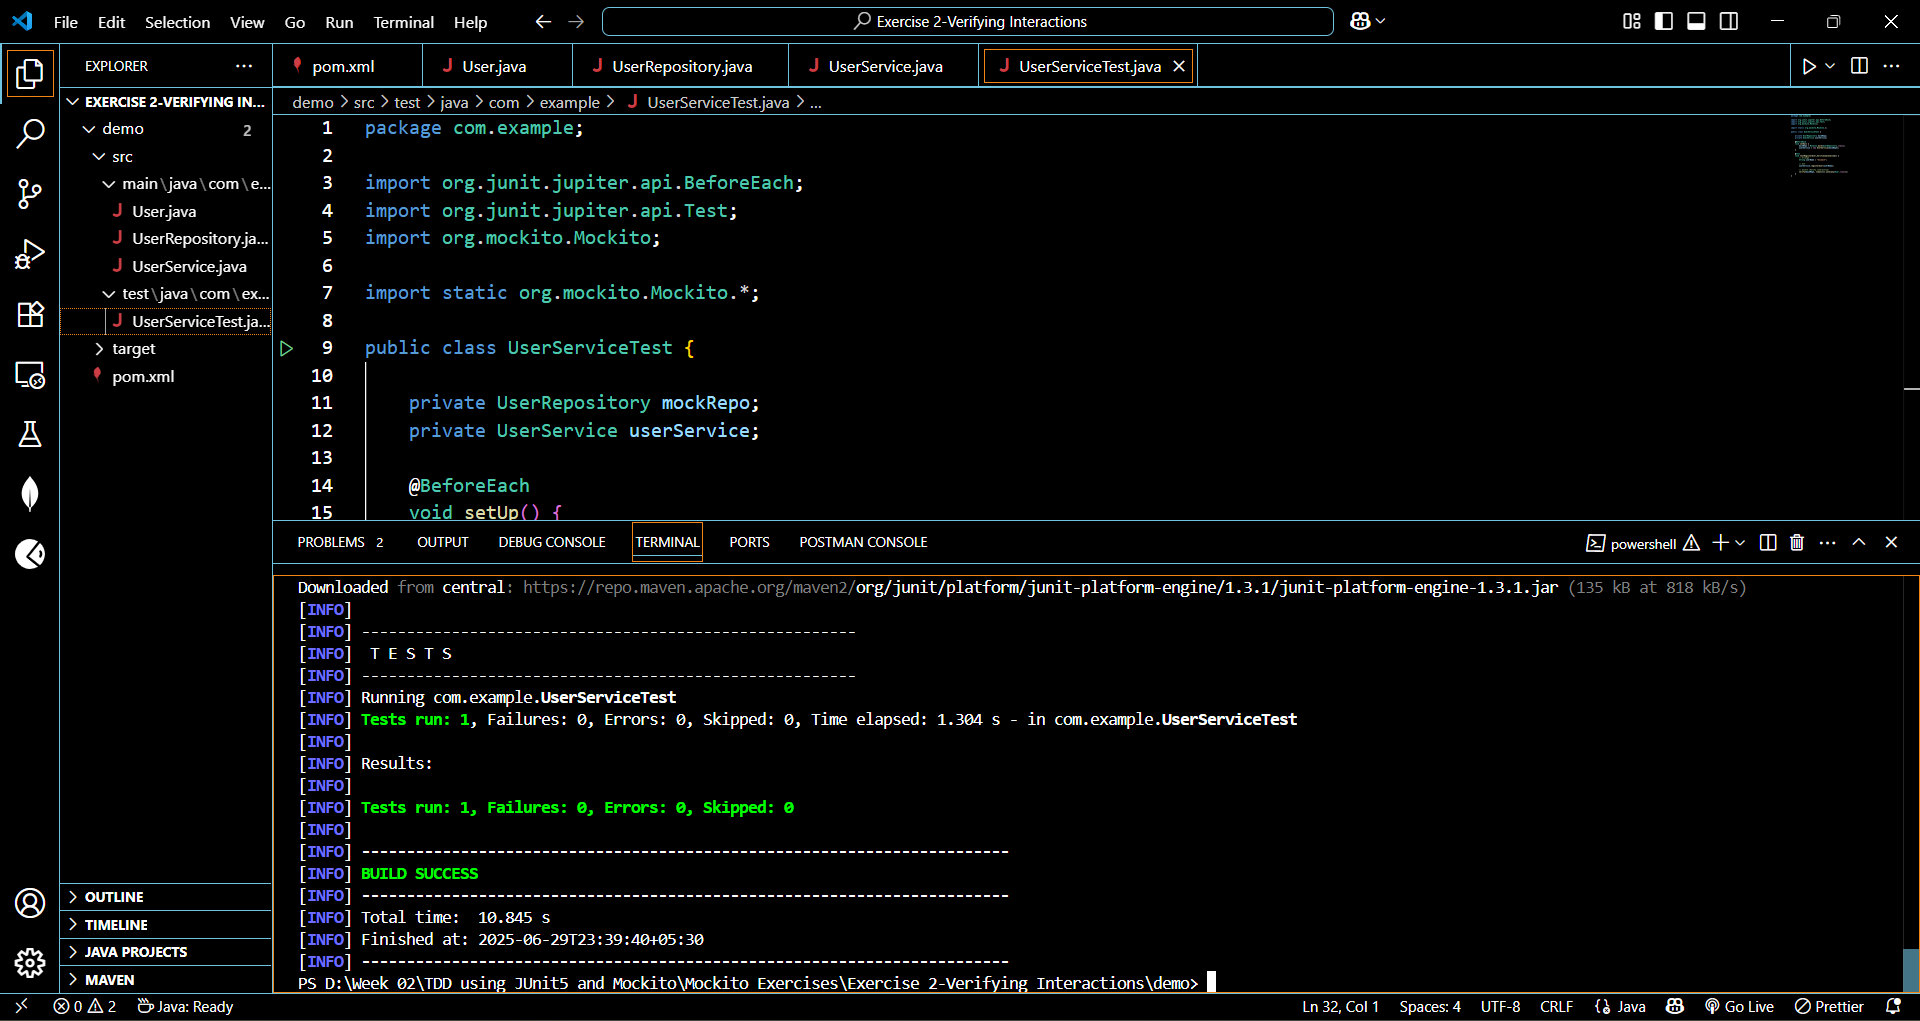 File Edit Selection View Go Run Terminal Help
Exercise 2-Verifying Interactions
EXPLORER
pom.xml User.java UserRepository.java UserService.java UserServiceTest.java
demo > src > test > java > com > example > UserServiceTest.java > ...
EXERCISE 2-VERIFYING IN...
demo 2
src
main\java\com\e...
User.java
UserRepository.ja...
UserService.java
test\java\com\ex...
UserServiceTest.ja...
target
pom.xml
OUTLINE
TIMELINE
JAVA PROJECTS
MAVEN
1 package com.example;
2
3 import org.junit.jupiter.api.BeforeEach;
4 import org.junit.jupiter.api.Test;
5 import org.mockito.Mockito;
6
7 import static org.mockito.Mockito.*;
8
9 public class UserServiceTest {
10
11 private UserRepository mockRepo;
12 private UserService userService;
13
14 @BeforeEach
15 void setUp() {
PROBLEMS 2 OUTPUT DEBUG CONSOLE TERMINAL PORTS POSTMAN CONSOLE
powershell
Downloaded from central: https://repo.maven.apache.org/maven2/org/junit/platform/junit-platform-engine/1.3.1/junit-platform-engine-1.3.1.jar (135 kB at 818 kB/s)
[INFO]
[INFO] -------------------------------------------------------
[INFO]  T E S T S
[INFO] -------------------------------------------------------
[INFO] Running com.example.UserServiceTest
[INFO] Tests run: 1, Failures: 0, Errors: 0, Skipped: 0, Time elapsed: 1.304 s - in com.example.UserServiceTest
[INFO]
[INFO] Results:
[INFO]
[INFO] Tests run: 1, Failures: 0, Errors: 0, Skipped: 0
[INFO]
[INFO] ------------------------------------------------------------------------
[INFO] BUILD SUCCESS
[INFO] ------------------------------------------------------------------------
[INFO] Total time:  10.845 s
[INFO] Finished at: 2025-06-29T23:39:40+05:30
[INFO] ------------------------------------------------------------------------
PS D:\Week 02\TDD using JUnit5 and Mockito\Mockito Exercises\Exercise 2-Verifying Interactions\demo>
0 2 Java: Ready Ln 32, Col 1 Spaces: 4 UTF-8 CRLF Java Go Live Prettier